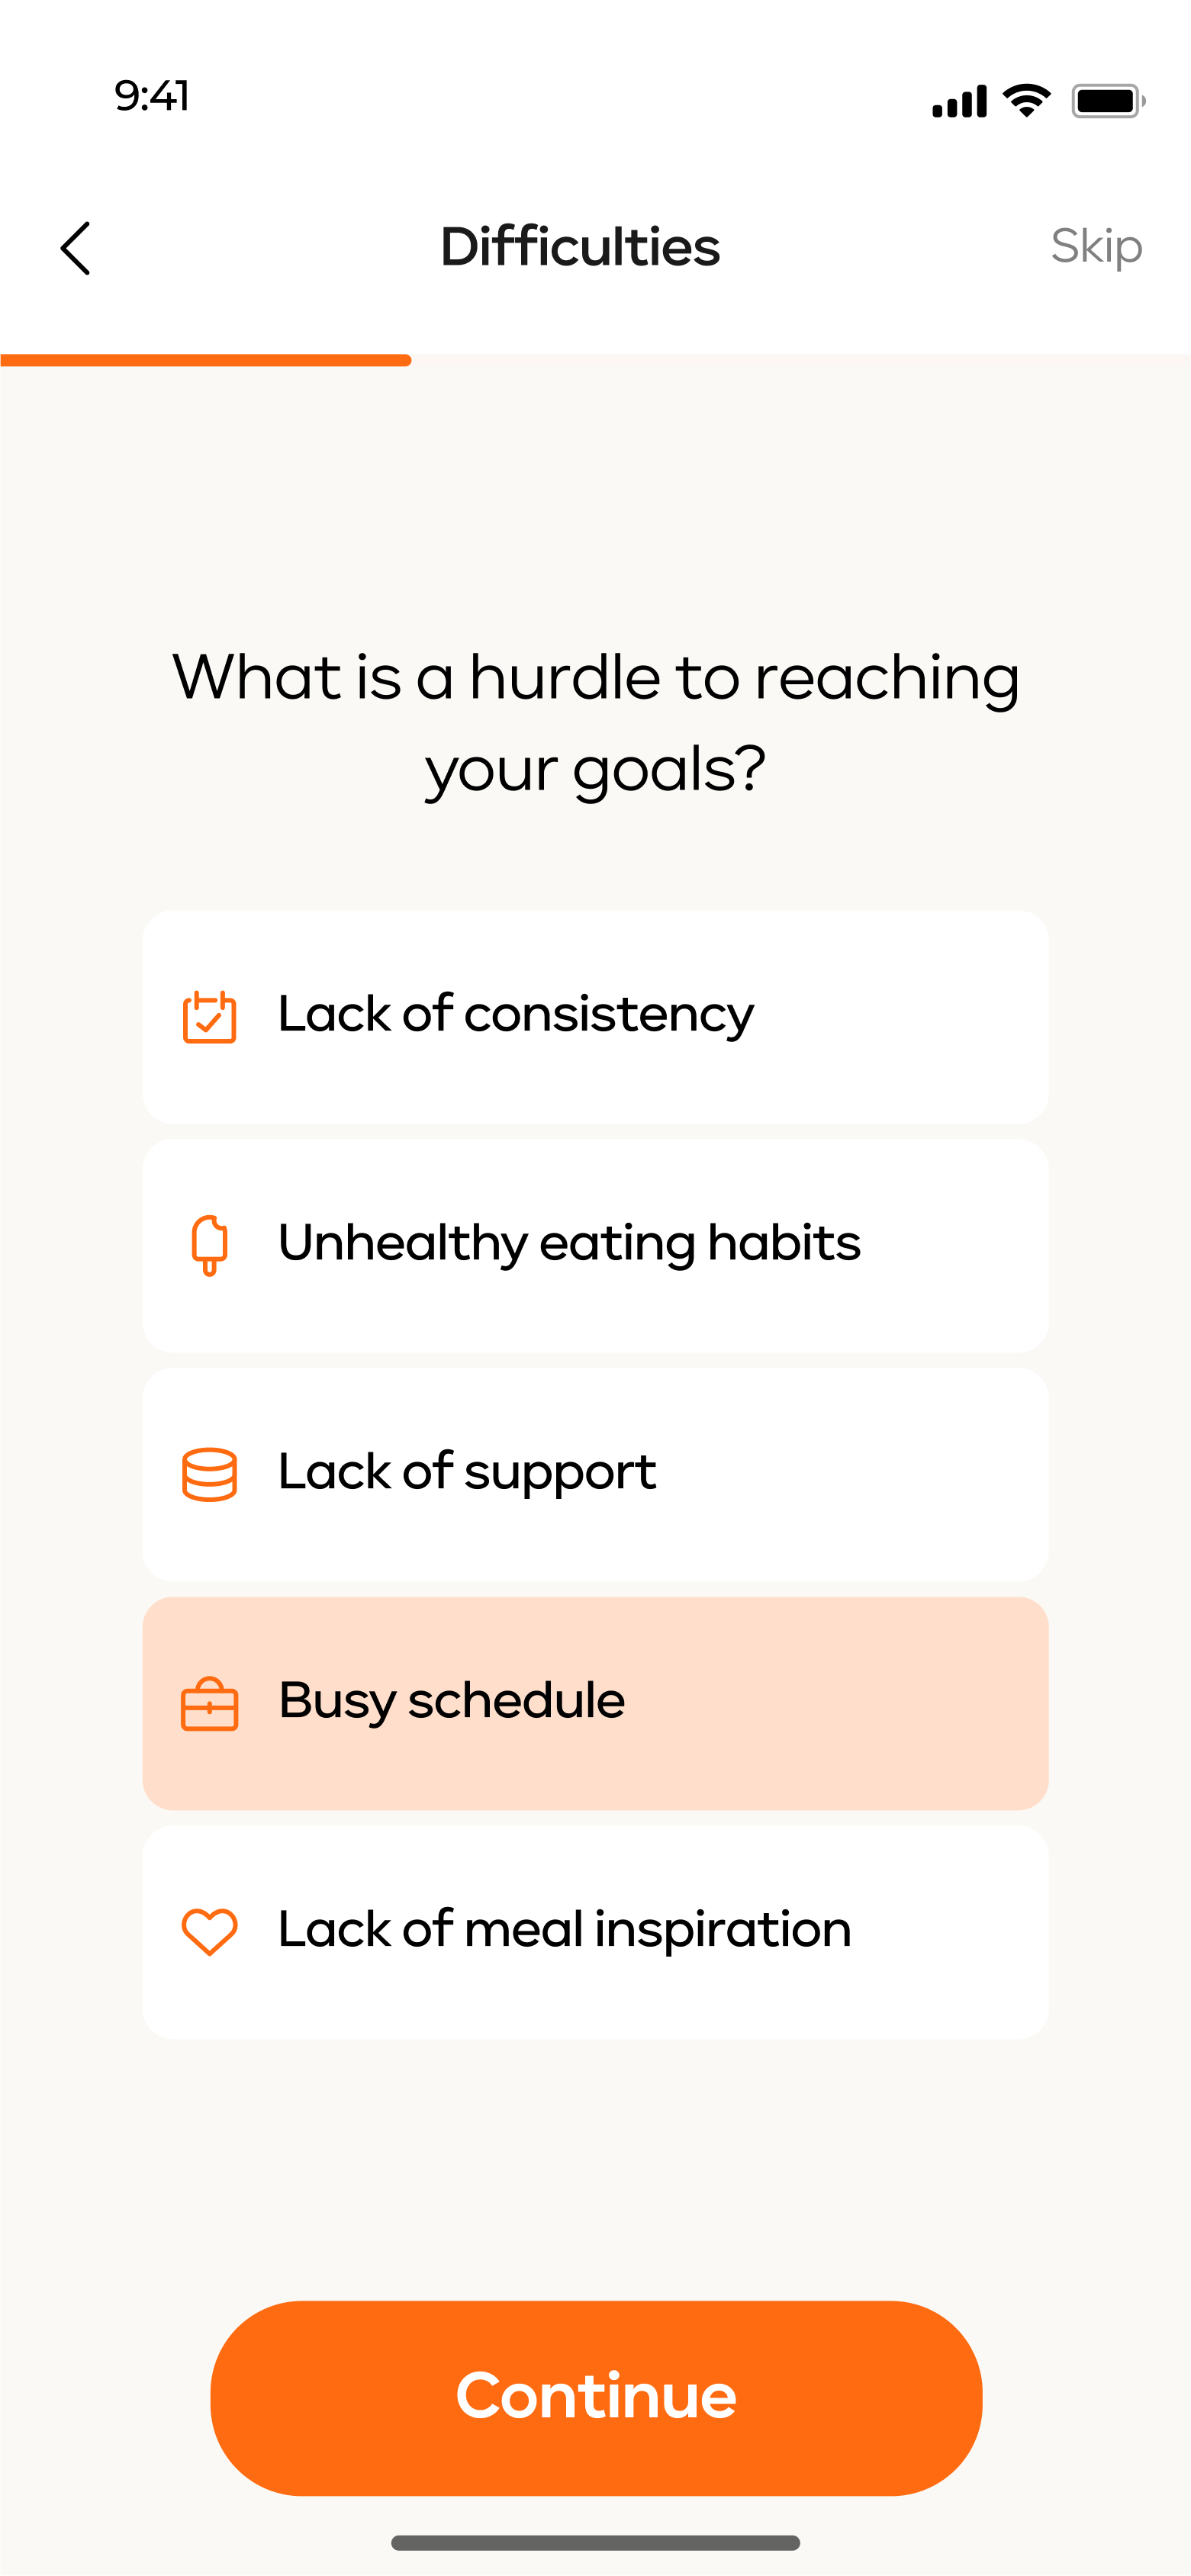 9:41
Difficulties
Skip
What is a hurdle to reaching
your goals?
Lack of consistency
Unhealthy eating habits
Lack of support
Busy schedule
Lack of meal inspiration
Continue